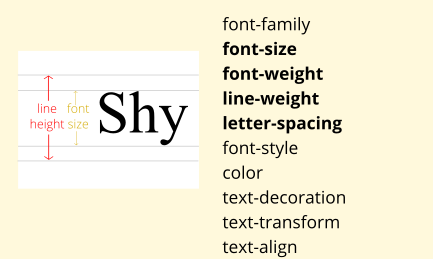 line
height
font
size
Shy
font-family
font-size
font-weight
line-weight
letter-spacing
font-style
color
text-decoration
text-transform
text-align